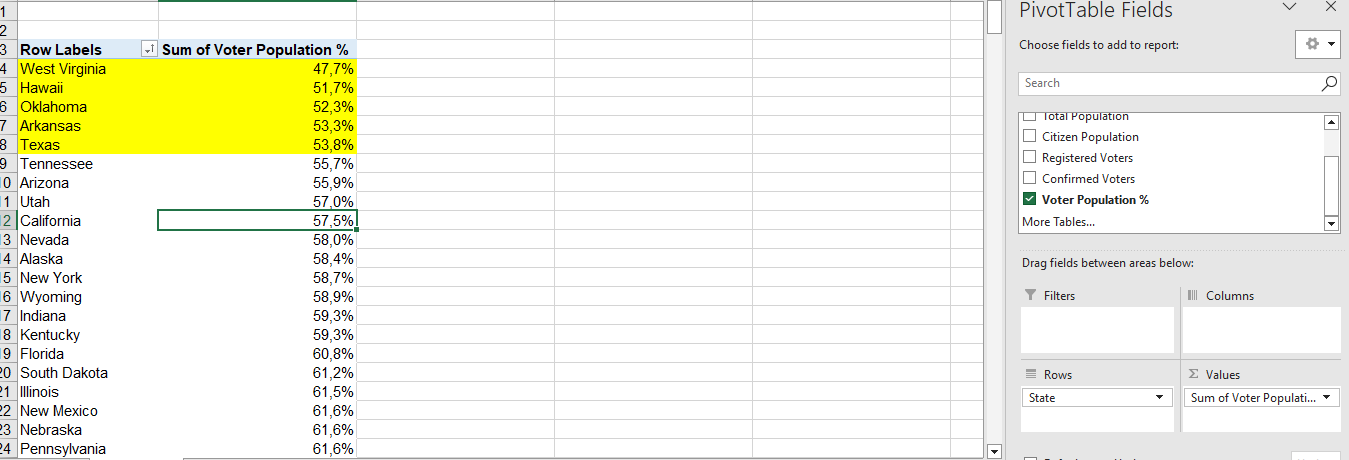 1
2
3 Row Labels Sum of Voter Population %
4 West Virginia 47,7%
5 Hawaii 51,7%
6 Oklahoma 52,3%
7 Arkansas 53,3%
8 Texas 53,8%
9 Tennessee 55,7%
10 Arizona 55,9%
11 Utah 57,0%
12 California 57,5%
13 Nevada 58,0%
14 Alaska 58,4%
15 New York 58,7%
16 Wyoming 58,9%
17 Indiana 59,3%
18 Kentucky 59,3%
19 Florida 60,8%
20 South Dakota 61,2%
21 Illinois 61,5%
22 New Mexico 61,6%
23 Nebraska 61,6%
24 Pennsylvania 61,6%
PivotTable Fields
Choose fields to add to report:
Search
Total Population
Citizen Population
Registered Voters
Confirmed Voters
Voter Population %
More Tables...
Drag fields between areas below:
Filters
Columns
Rows
Σ Values
State
Sum of Voter Populati...